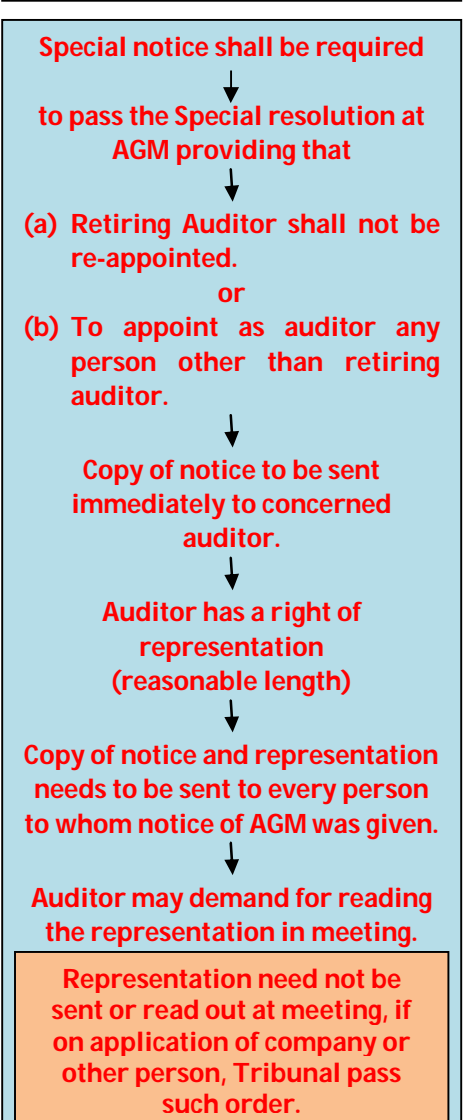 Special notice shall be required
to pass the Special resolution at
AGM providing that
(a) Retiring Auditor shall not be
re-appointed.
or
(b) To appoint as auditor any
person other than retiring
auditor.
Copy of notice to be sent
immediately to concerned
auditor.
Auditor has a right of
representation
(reasonable length)
Copy of notice and representation
needs to be sent to every person
to whom notice of AGM was given.
Auditor may demand for reading
the representation in meeting.
Representation need not be
sent or read out at meeting, if
on application of company or
other person, Tribunal pass
such order.